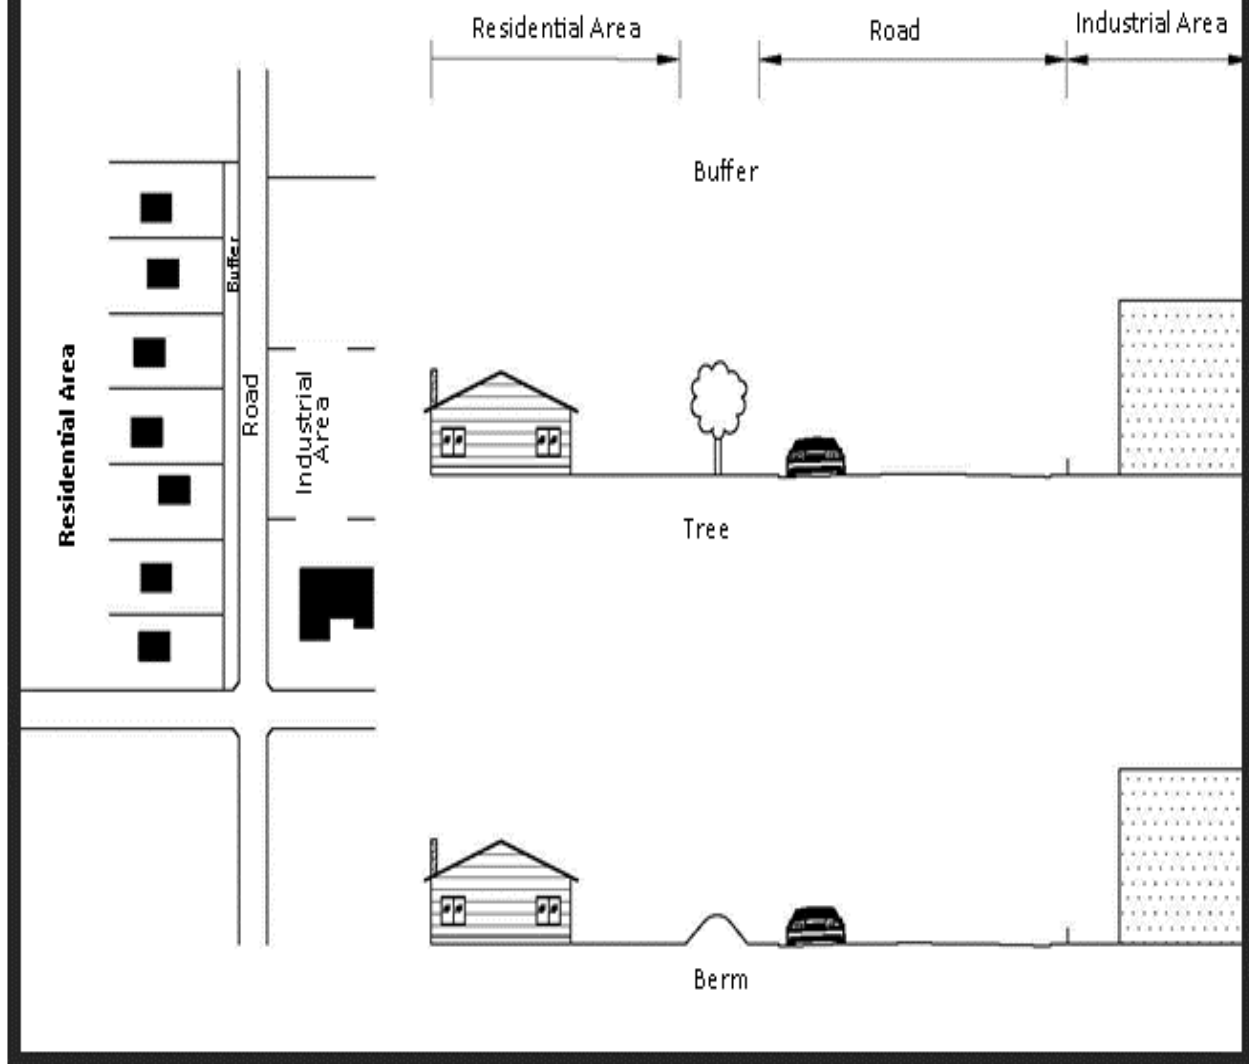 Residential Area
Road
Industrial Area
Buffer
Buffer
Residential Area
Road
Industrial
Area
Tree
Berm